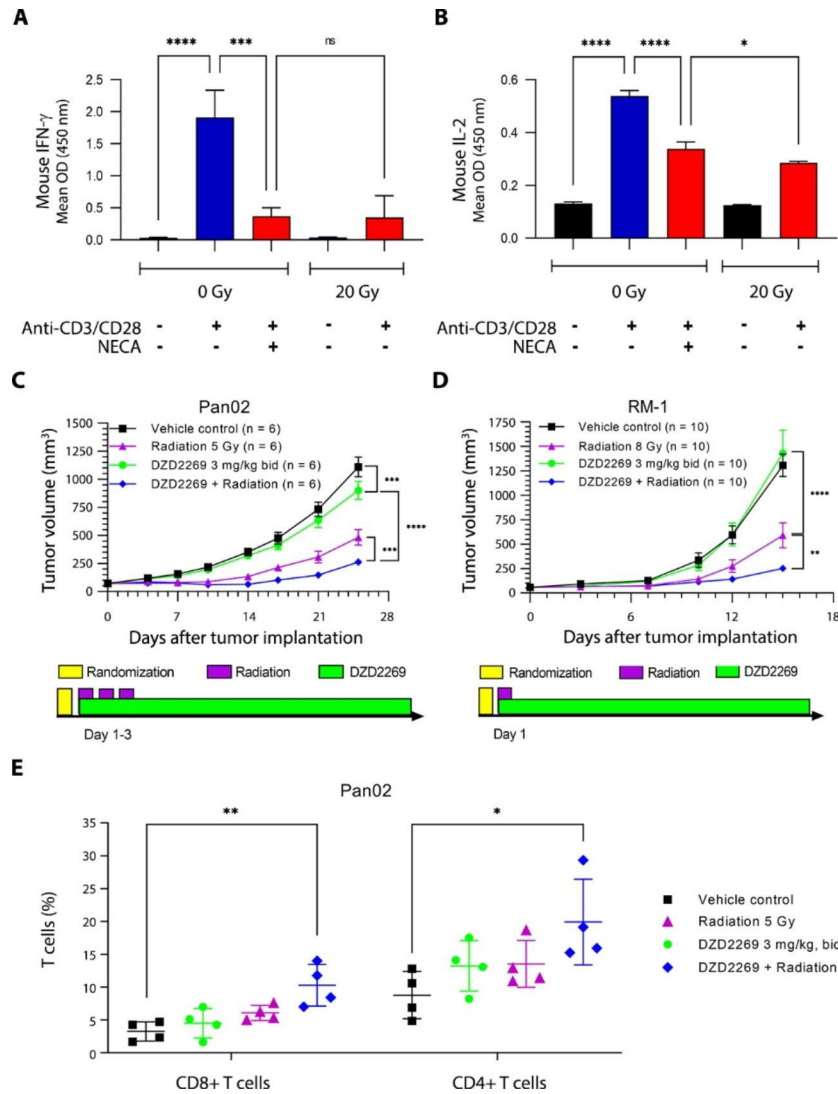 A
**** *** ns
Mouse IFN-γ
Mean OD (450 nm)
2.5
2.0
1.5
1.0
0.5
0.0
0 Gy 20 Gy
Anti-CD3/CD28 - + + - +
NECA +
B
**** **** *
Mouse IL-2
Mean OD (450 nm)
0.6
0.4
0.2
0.0
0 Gy 20 Gy
Anti-CD3/CD28 - + + - +
NECA +
C
Pan02
Tumor volume (mm³)
1500
1250
1000
750
500
250
0
Vehicle control (n = 6)
Radiation 5 Gy (n = 6)
DZD2269 3 mg/kg bid (n = 6)
DZD2269 + Radiation (n = 6)
***
****
***
0 7 14 21 28
Days after tumor implantation
Randomization Radiation DZD2269
Day 1-3
D
RM-1
Tumor volume (mm³)
1750
1500
1250
1000
750
500
250
0
Vehicle control (n = 10)
Radiation 8 Gy (n = 10)
DZD2269 3 mg/kg bid (n = 10)
DZD2269 + Radiation (n = 10)
****
**
0 6 12 18
Days after tumor implantation
Randomization Radiation DZD2269
Day 1
E
Pan02
** *
T cells (%)
35
30
25
20
15
10
5
0
CD8+ T cells CD4+ T cells
Vehicle control
Radiation 5 Gy
DZD2269 3 mg/kg, bid
DZD2269 + Radiation